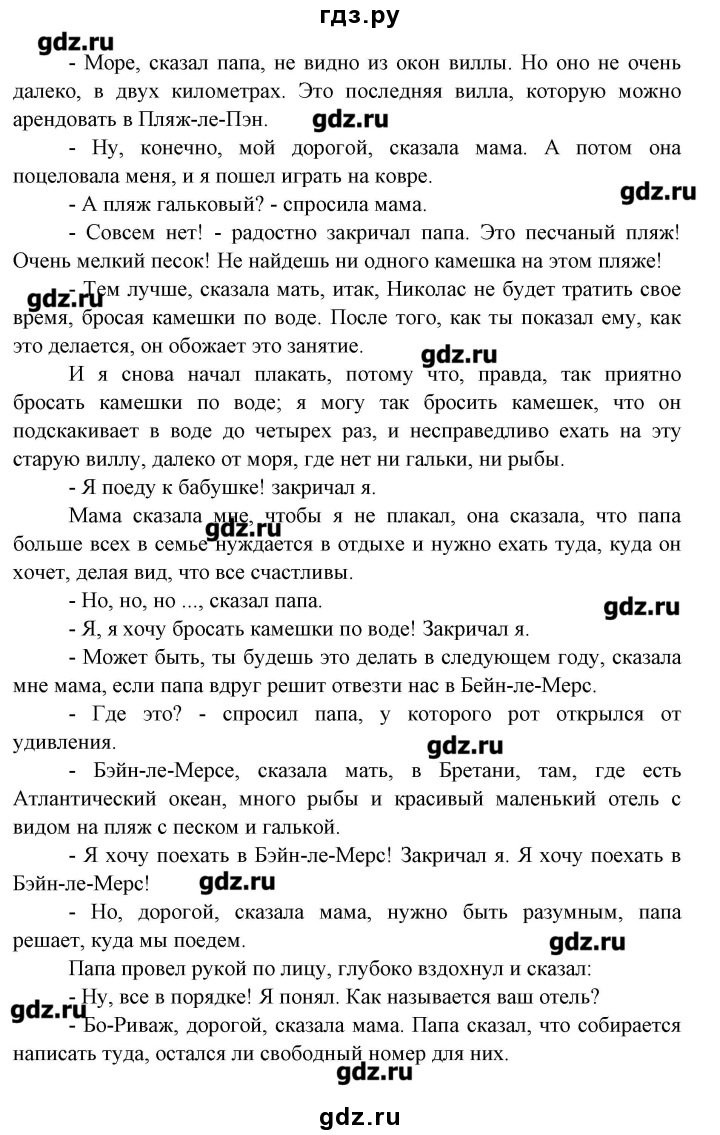 гдз.ру
gdz.ru
- Море, сказал папа, не видно из окон виллы. Но оно не очень
далеко, в двух километрах. Это последняя вилла, которую можно
арендовать в Пляж-ле-Пэн.
gdz.ru
- Ну, конечно, мой дорогой, сказала мама. А потом она
поцеловала меня, и я пошел играть на ковре.
gdz.ru
- А пляж гальковый? - спросила мама.
- Совсем нет! - радостно закричал папа. Это песчаный пляж!
Очень мелкий песок! Не найдешь ни одного камешка на этом пляже!
- Тем лучше, сказала мать, итак, Николас не будет тратить свое
gdz.ru
время, бросая камешки по воде. После того, как ты показал ему, как
это делается, он обожает это занятие.
gdz.ru
И я снова начал плакать, потому что, правда, так приятно
бросать камешки по воде; я могу так бросить камешек, что он
подскакивает в воде до четырех раз, и несправедливо ехать на эту
старую виллу, далеко от моря, где нет ни гальки, ни рыбы.
- Я поеду к бабушке! закричал я.
Мама сказала мне, чтобы я не плакал, она сказала, что папа
gdz.ru
больше всех в семье нуждается в отдыхе и нужно ехать туда, куда он
хочет, делая вид, что все счастливы.
- Но, но, но ..., сказал папа.
gdz.ru
- Я, я хочу бросать камешки по воде! Закричал я.
- Может быть, ты будешь это делать в следующем году, сказала
мне мама, если папа вдруг решит отвезти нас в Бейн-ле-Мерс.
- Где это? - спросил папа, у которого рот открылся от
удивления.
gdz.ru
- Бэйн-ле-Мерсе, сказала мать, в Бретани, там, где есть
Атлантический океан, много рыбы и красивый маленький отель с
видом на пляж с песком и галькой.
- Я хочу поехать в Бэйн-ле-Мерс! Закричал я. Я хочу поехать в
Бэйн-ле-Мерс!
gdz.ru
- Но, дорогой, сказала мама, нужно быть разумным, папа
решает, куда мы поедем.
gdz.ru
Папа провел рукой по лицу, глубоко вздохнул и сказал:
- Ну, все в порядке! Я понял. Как называется ваш отель?
gdz.ru
- Бо-Риваж, дорогой, сказала мама. Папа сказал, что собирается
написать туда, остался ли свободный номер для них.
gdz.ru
gdz.ru